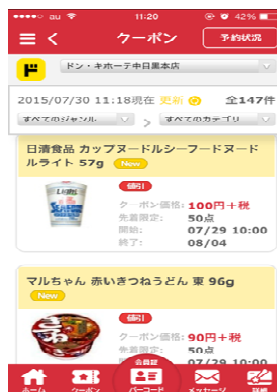 au 11:20 42%
クーポン 予約状況
ド ドン・キホーテ中目黒本店
2015/07/30 11:18現在 更新 全147件
すべてのジャンル > すべてのカテゴリ
日清食品 カップヌードルシーフードヌード
ルライト 57g New
Light
値引
クーポン価格: 100円+税
先着限定: 50点
開始: 07/29 10:00
終了: 08/04
マルちゃん 赤いきつねうどん 東 96g
New
値引
クーポン価格: 90円+税
先着限定: 50点
07/29 10:00
会員証
ホーム クーポン バーコード メッセージ